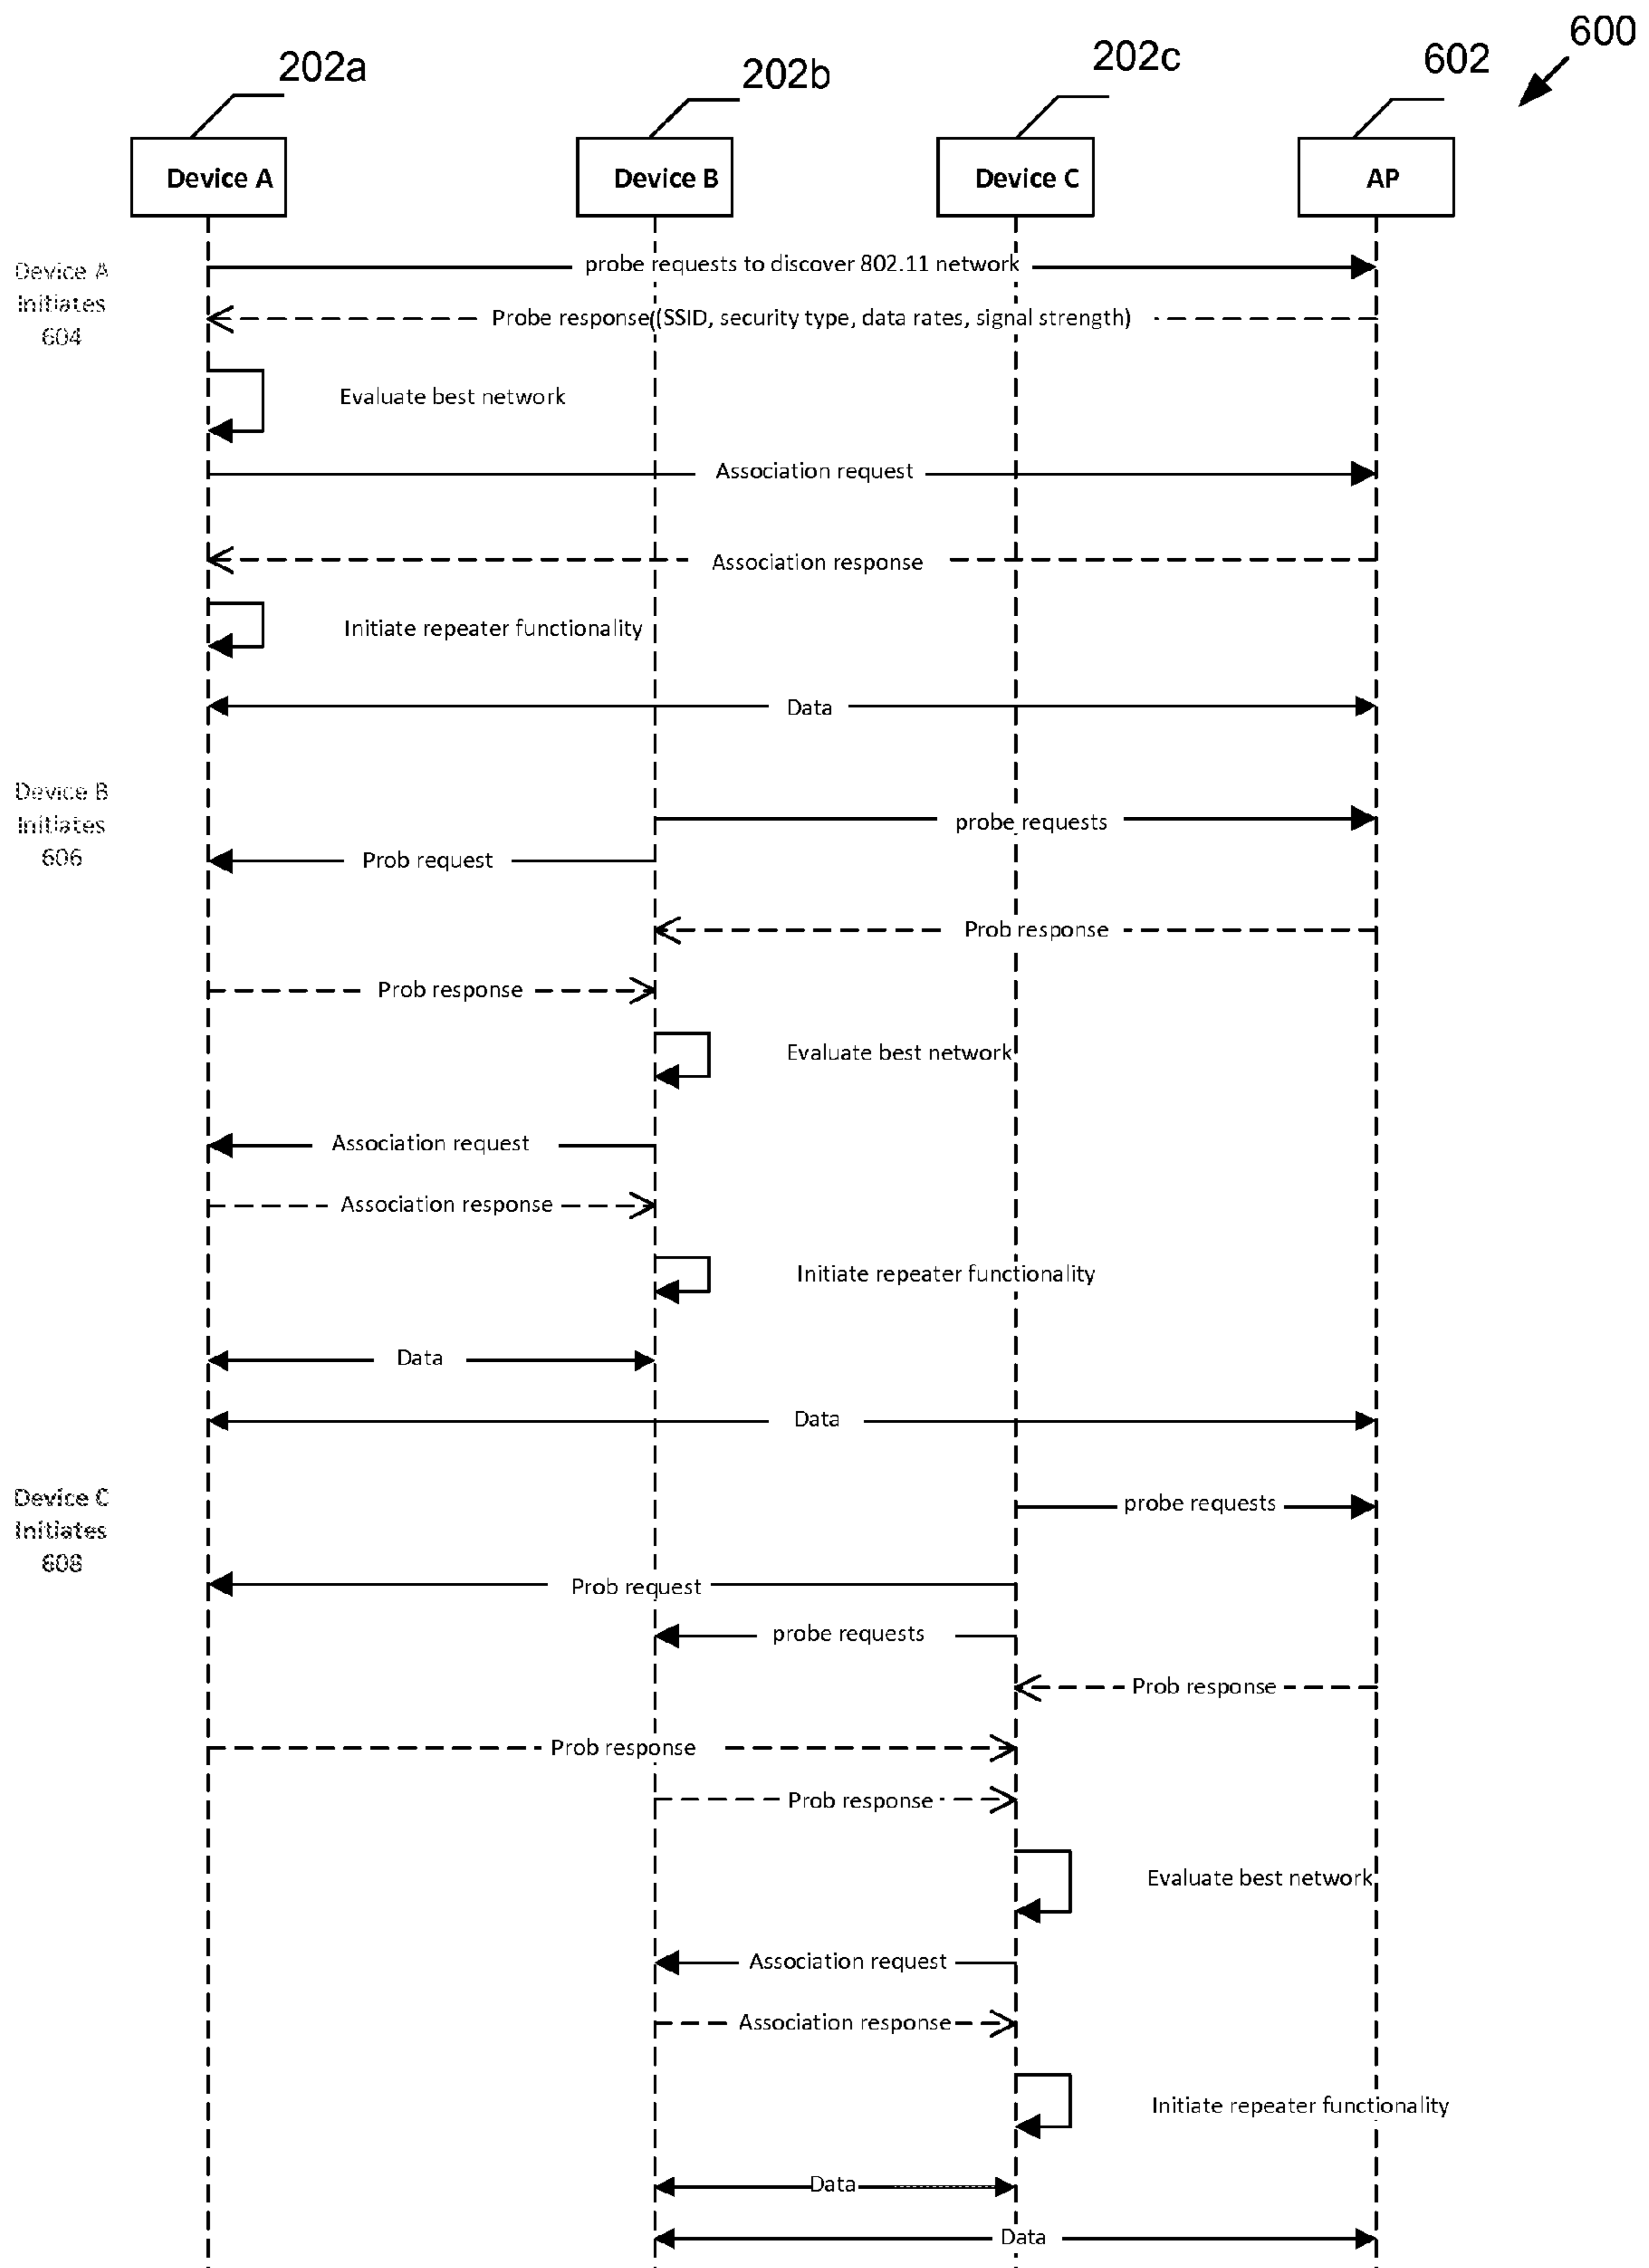 600
202a
202b
202c
602
Device A
Device B
Device C
AP
Device A
Initiates
604
probe requests to discover 802.11 network
Probe response((SSID, security type, data rates, signal strength)
Evaluate best network
Association request
Association response
Initiate repeater functionality
Data
Device B
Initiates
606
probe requests
Prob request
Prob response
Prob response
Evaluate best network
Association request
Association response
Initiate repeater functionality
Data
Data
Device C
Initiates
608
probe requests
Prob request
probe requests
Prob response
Prob response
Prob response
Evaluate best network
Association request
Association response
Initiate repeater functionality
Data
Data